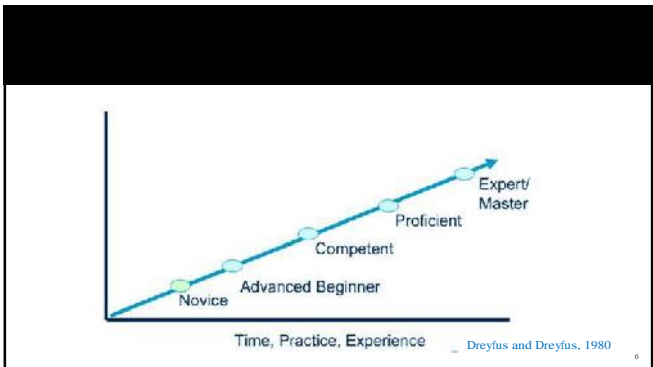 Expert/
Master
Proficient
Competent
Advanced Beginner
Novice
Time, Practice, Experience
Dreyfus and Dreyfus, 1980
6